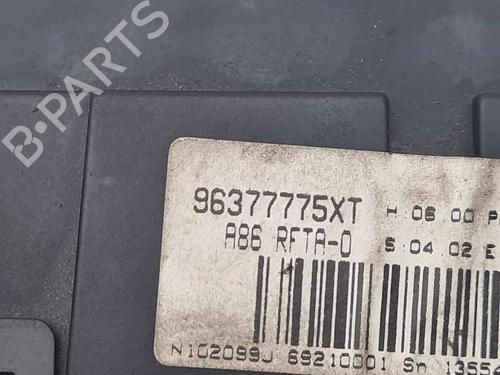 B-PARTS
96377775XT H:06.00
A86 RFTA-0 S:04.02 E
N102099J 69210001 Sn